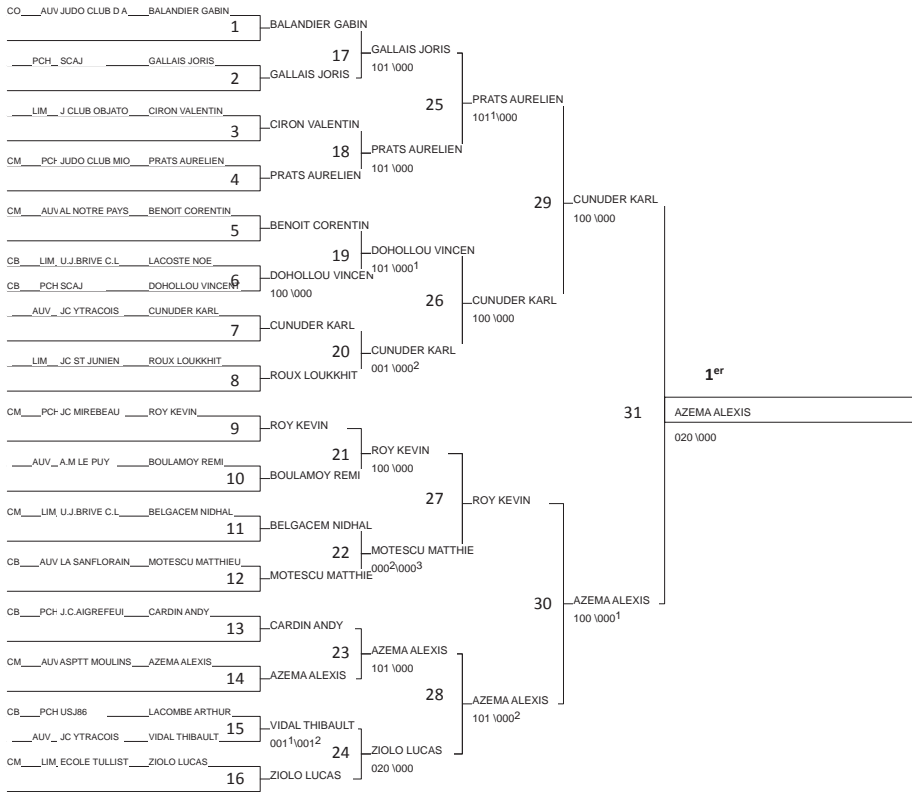 CO AUV JUDO CLUB D A BALANDIER GABIN
1 BALANDIER GABIN
17 GALLAIS JORIS
101 \000
PCH SCAJ GALLAIS JORIS
2 GALLAIS JORIS
25 PRATS AURELIEN
101¹\000
LIM J CLUB OBJATO CIRON VALENTIN
3 CIRON VALENTIN
18 PRATS AURELIEN
101 \000
CM PCH JUDO CLUB MIO PRATS AURELIEN
4 PRATS AURELIEN
29 CUNUDER KARL
100 \000
CM AUV AL NOTRE PAYS BENOIT CORENTIN
5 BENOIT CORENTIN
19 DOHOLLOU VINCEN
101 \000¹
CB LIM U.J.BRIVE C.L LACOSTE NOE
6 DOHOLLOU VINCEN
100 \000
CB PCH SCAJ DOHOLLOU VINCENT
26 CUNUDER KARL
100 \000
AUV JC YTRACOIS CUNUDER KARL
7 CUNUDER KARL
20 CUNUDER KARL
001 \000²
LIM JC ST JUNIEN ROUX LOUKKHIT
8 ROUX LOUKKHIT
1er
31 AZEMA ALEXIS
020 \000
CM PCH JC MIREBEAU ROY KEVIN
9 ROY KEVIN
21 ROY KEVIN
100 \000
AUV A.M LE PUY BOULAMOY REMI
10 BOULAMOY REMI
27 ROY KEVIN
CM LIM U.J.BRIVE C.L BELGACEM NIDHAL
11 BELGACEM NIDHAL
22 MOTESCU MATTHIE
000²\000³
CB AUV LA SANFLORAIN MOTESCU MATTHIEU
12 MOTESCU MATTHIE
30 AZEMA ALEXIS
100 \000¹
CB PCH J.C.AIGREFEUI CARDIN ANDY
13 CARDIN ANDY
23 AZEMA ALEXIS
101 \000
CM AUV ASPTT MOULINS AZEMA ALEXIS
14 AZEMA ALEXIS
28 AZEMA ALEXIS
101 \000²
CB PCH USJ86 LACOMBE ARTHUR
15 VIDAL THIBAULT
001¹\001²
AUV JC YTRACOIS VIDAL THIBAULT
24 ZIOLO LUCAS
020 \000
CM LIM ECOLE TULLIST ZIOLO LUCAS
16 ZIOLO LUCAS